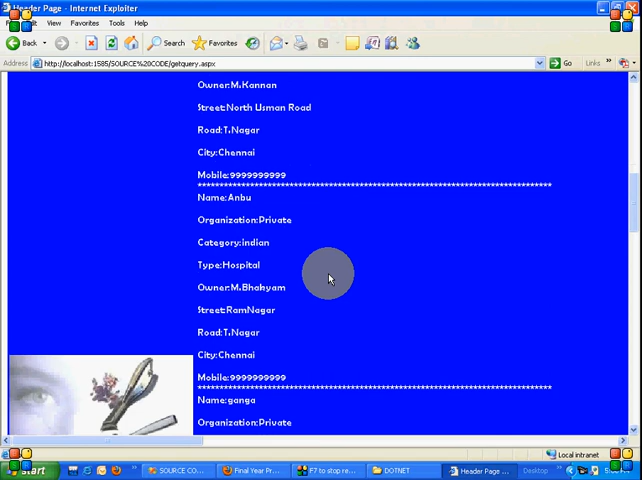 Header Page - Internet Exploiter
View Favorites Tools Help
Back Search Favorites
Address http://localhost:1585/SOURCE%20CODE/getquery.aspx Go Links »
Owner:M.Kannan
Street:North Usman Road
Road:T.Nagar
City:Chennai
Mobile:9999999999
Name:Anbu
Organization:Private
Category:indian
Type:Hospital
Owner:M.Bhakyam
Street:RamNagar
Road:T.Nagar
City:Chennai
Mobile:9999999999
Name:ganga
Organization:Private
Local intranet
start SOURCE CO... Final Year Pr... F7 to stop re... DOTNET Header Page ... Desktop